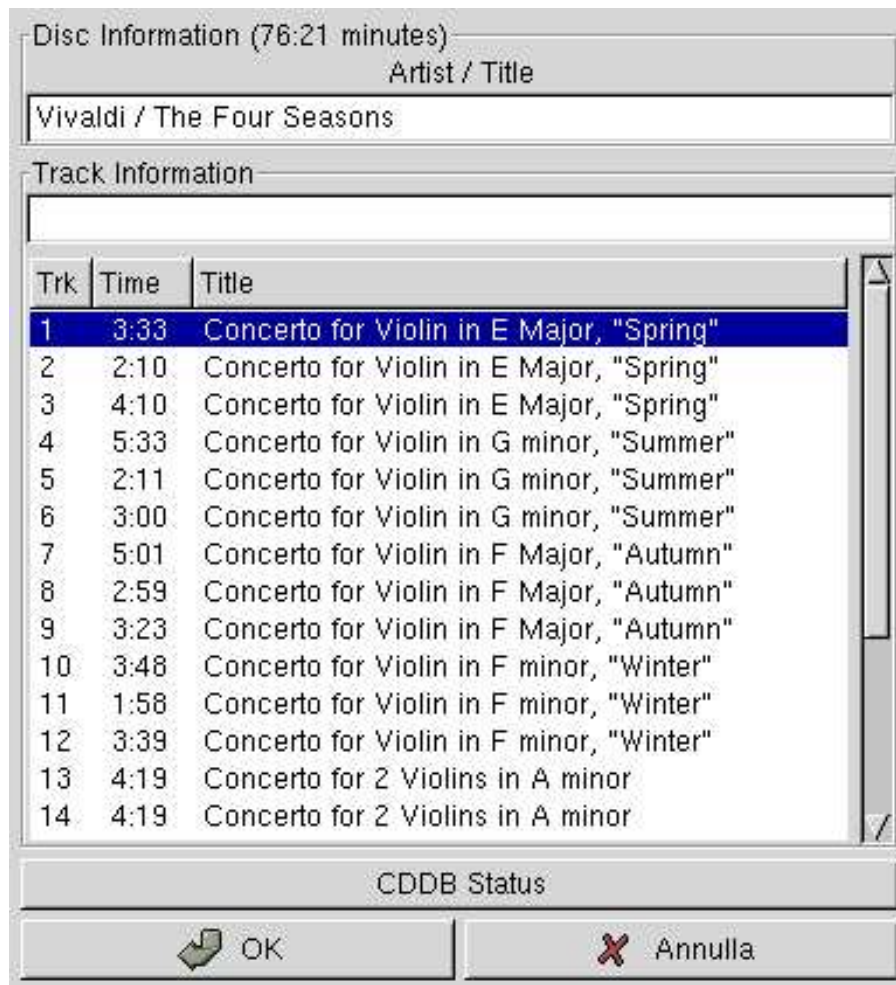 Disc Information (76:21 minutes)
Artist / Title
Vivaldi / The Four Seasons
Track Information
Trk Time Title
1 3:33 Concerto for Violin in E Major, "Spring"
2 2:10 Concerto for Violin in E Major, "Spring"
3 4:10 Concerto for Violin in E Major, "Spring"
4 5:33 Concerto for Violin in G minor, "Summer"
5 2:11 Concerto for Violin in G minor, "Summer"
6 3:00 Concerto for Violin in G minor, "Summer"
7 5:01 Concerto for Violin in F Major, "Autumn"
8 2:59 Concerto for Violin in F Major, "Autumn"
9 3:23 Concerto for Violin in F Major, "Autumn"
10 3:48 Concerto for Violin in F minor, "Winter"
11 1:58 Concerto for Violin in F minor, "Winter"
12 3:39 Concerto for Violin in F minor, "Winter"
13 4:19 Concerto for 2 Violins in A minor
14 4:19 Concerto for 2 Violins in A minor
CDDB Status
OK Annulla